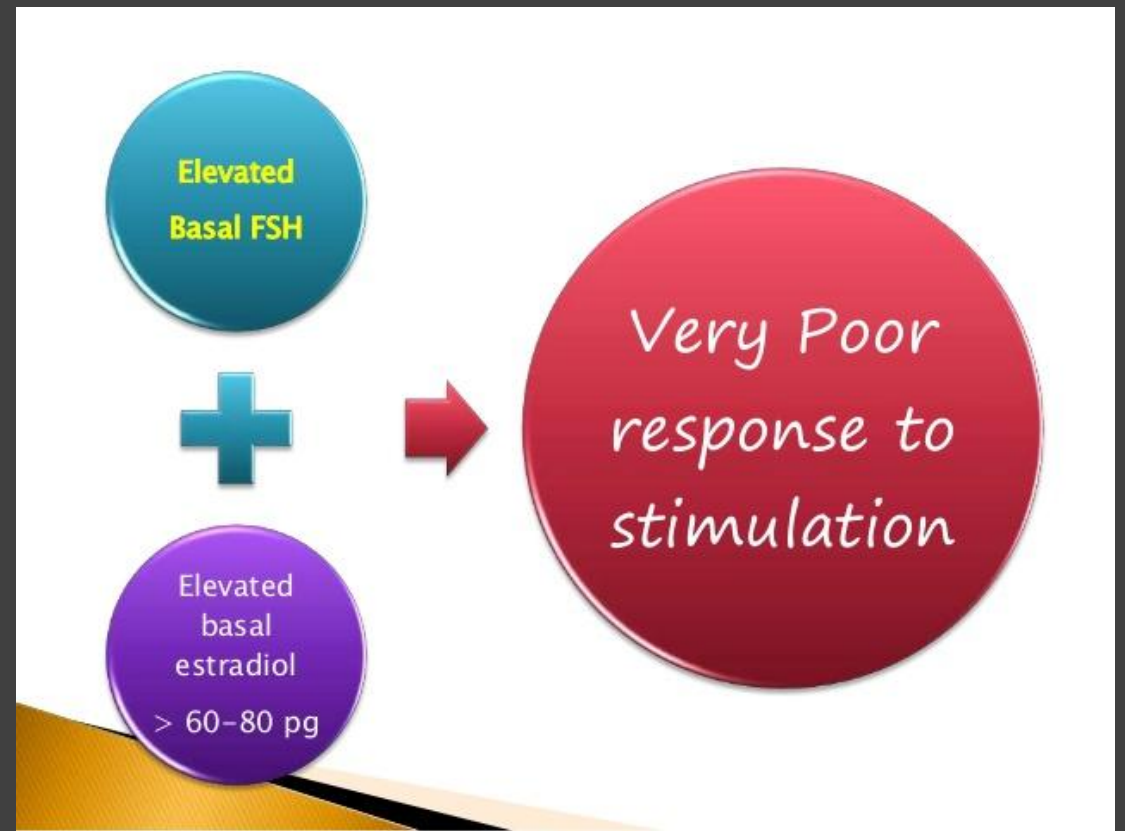 Elevated
Basal FSH
Elevated
basal
estradiol
> 60-80 pg
Very Poor
response to
stimulation